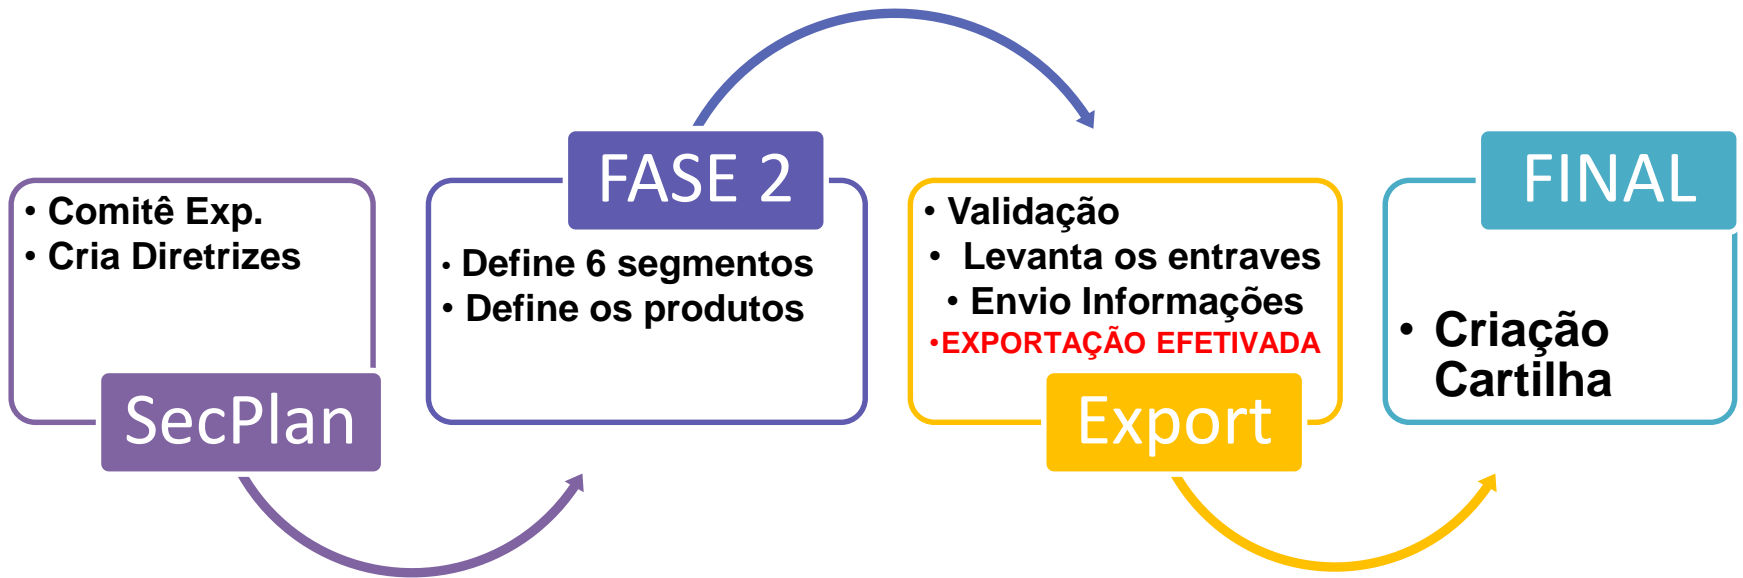 • Comitê Exp.
• Cria Diretrizes
SecPlan
FASE 2
• Define 6 segmentos
• Define os produtos
• Validação
• Levanta os entraves
• Envio Informações
•EXPORTAÇÃO EFETIVADA
Export
FINAL
• Criação
Cartilha